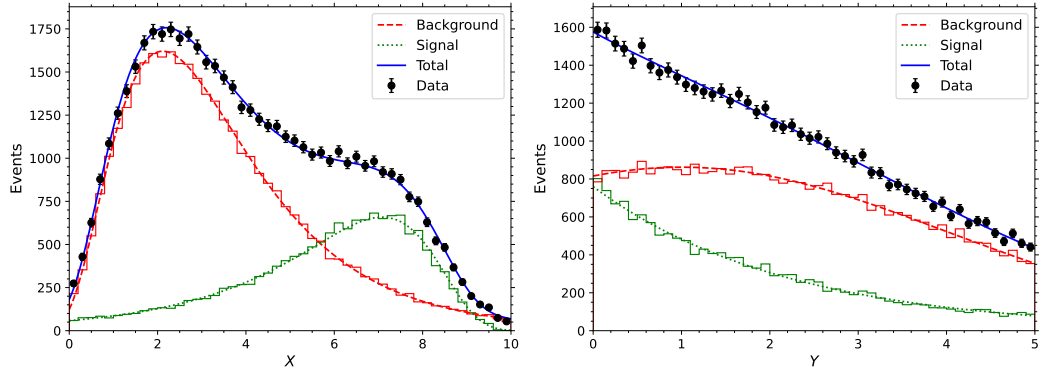 Events
1750
1500
1250
1000
750
500
250
0
0 2 4 6 8 10
X
Background
Signal
Total
Data
Events
1600
1400
1200
1000
800
600
400
200
0
0 1 2 3 4 5
Y
Background
Signal
Total
Data